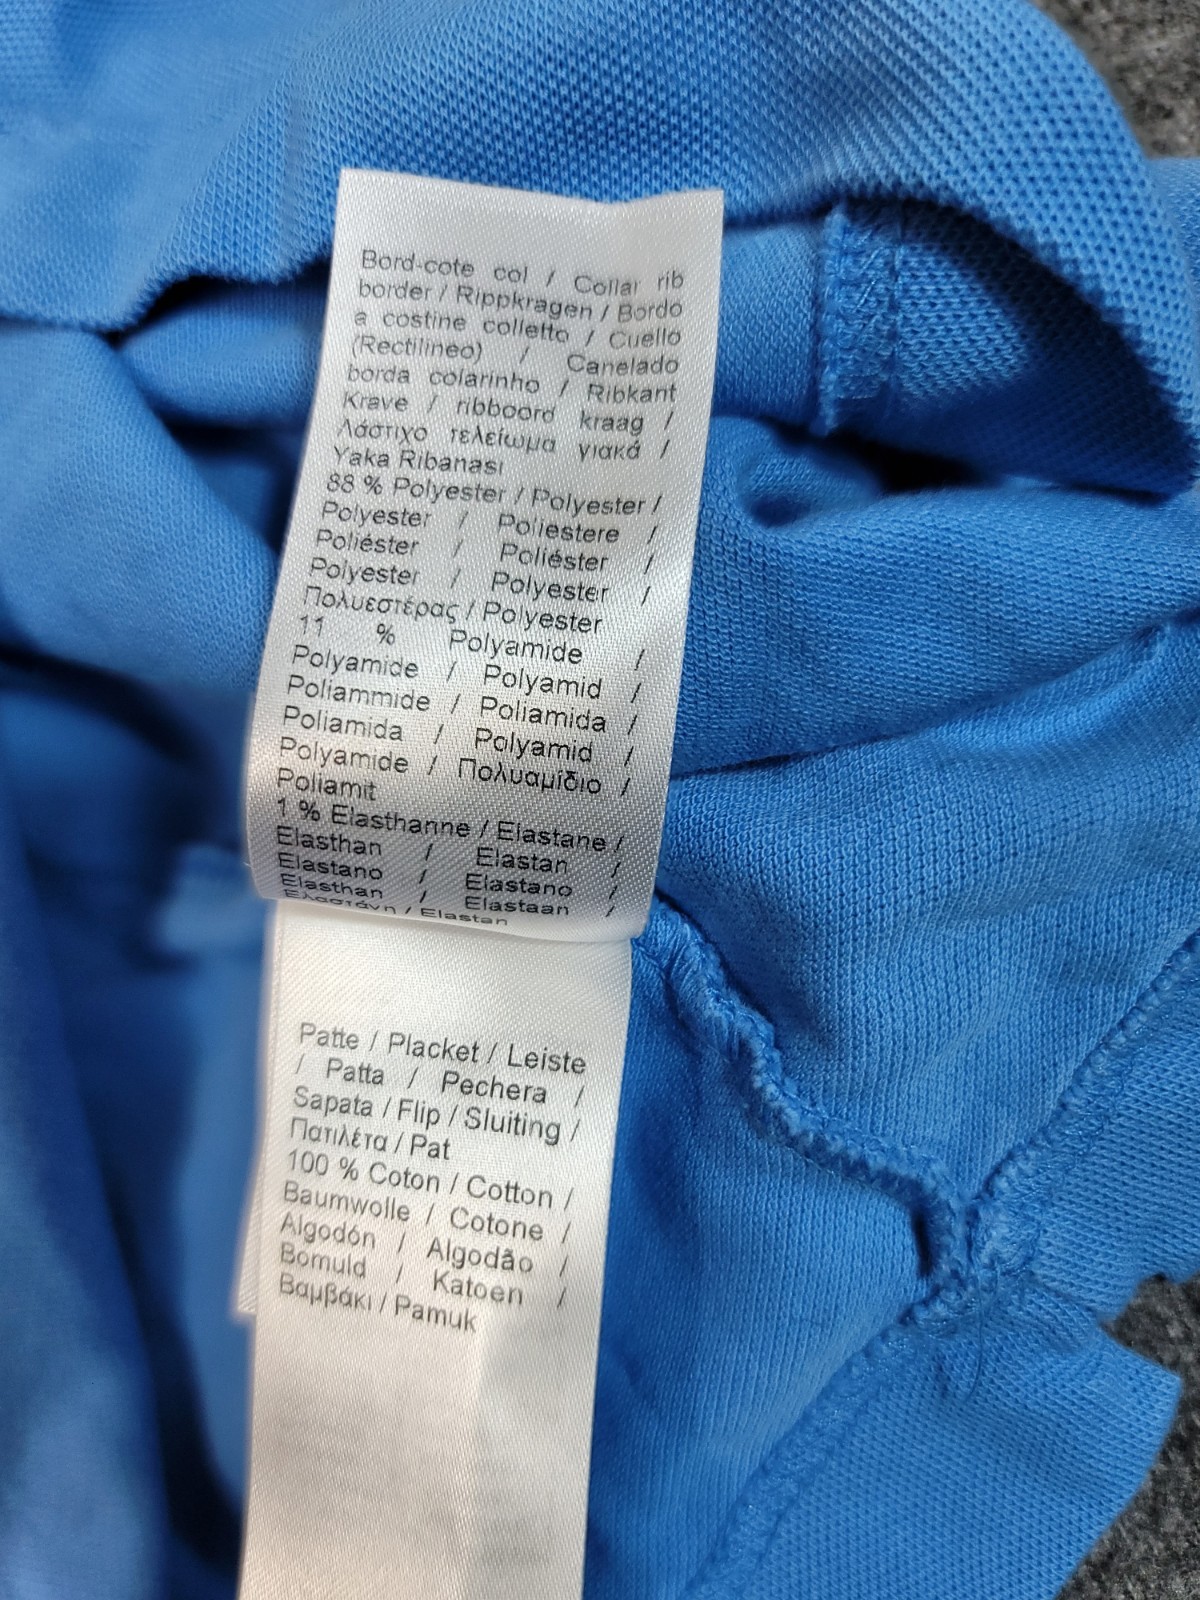 Bord-cote col / Collar rib
border / Rippkragen / Bordo
a costine colletto / Cuello
(Rectilineo) / Canelado
borda colarinho / Ribkant
Krave / ribboord kraag /
Λάστιχο τελείωμα γιακά /
Yaka Ribanası
88 % Polyester / Polyester /
Polyester / Poliestere /
Poliéster / Poliéster /
Polyester / Polyester /
Πολυεστέρας / Polyester
11 % Polyamide /
Polyamide / Polyamid /
Poliammide / Poliamida /
Poliamida / Polyamid /
Polyamide / Πολυαμίδιο /
Poliamit
1 % Elasthanne / Elastane /
Elasthan / Elastan /
Elastano / Elastano /
Elasthan / Elastaan /
Ελαστάνη / Elastan
Patte / Placket / Leiste
/ Patta / Pechera /
Sapata / Flip / Sluiting /
Πατιλέτα / Pat
100 % Coton / Cotton /
Baumwolle / Cotone /
Algodón / Algodão /
Bomuld / Katoen /
Βαμβάκι / Pamuk